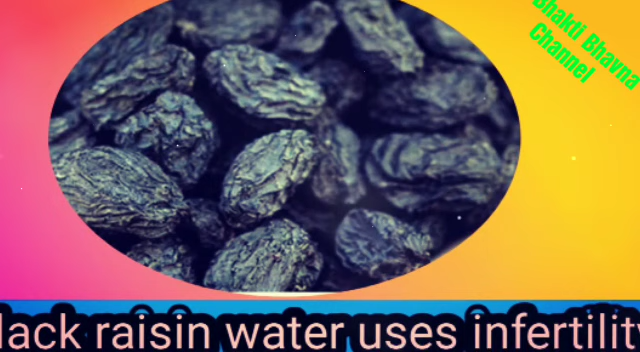 Bhakti Bhavna
Channel
lack raisin water uses infertility